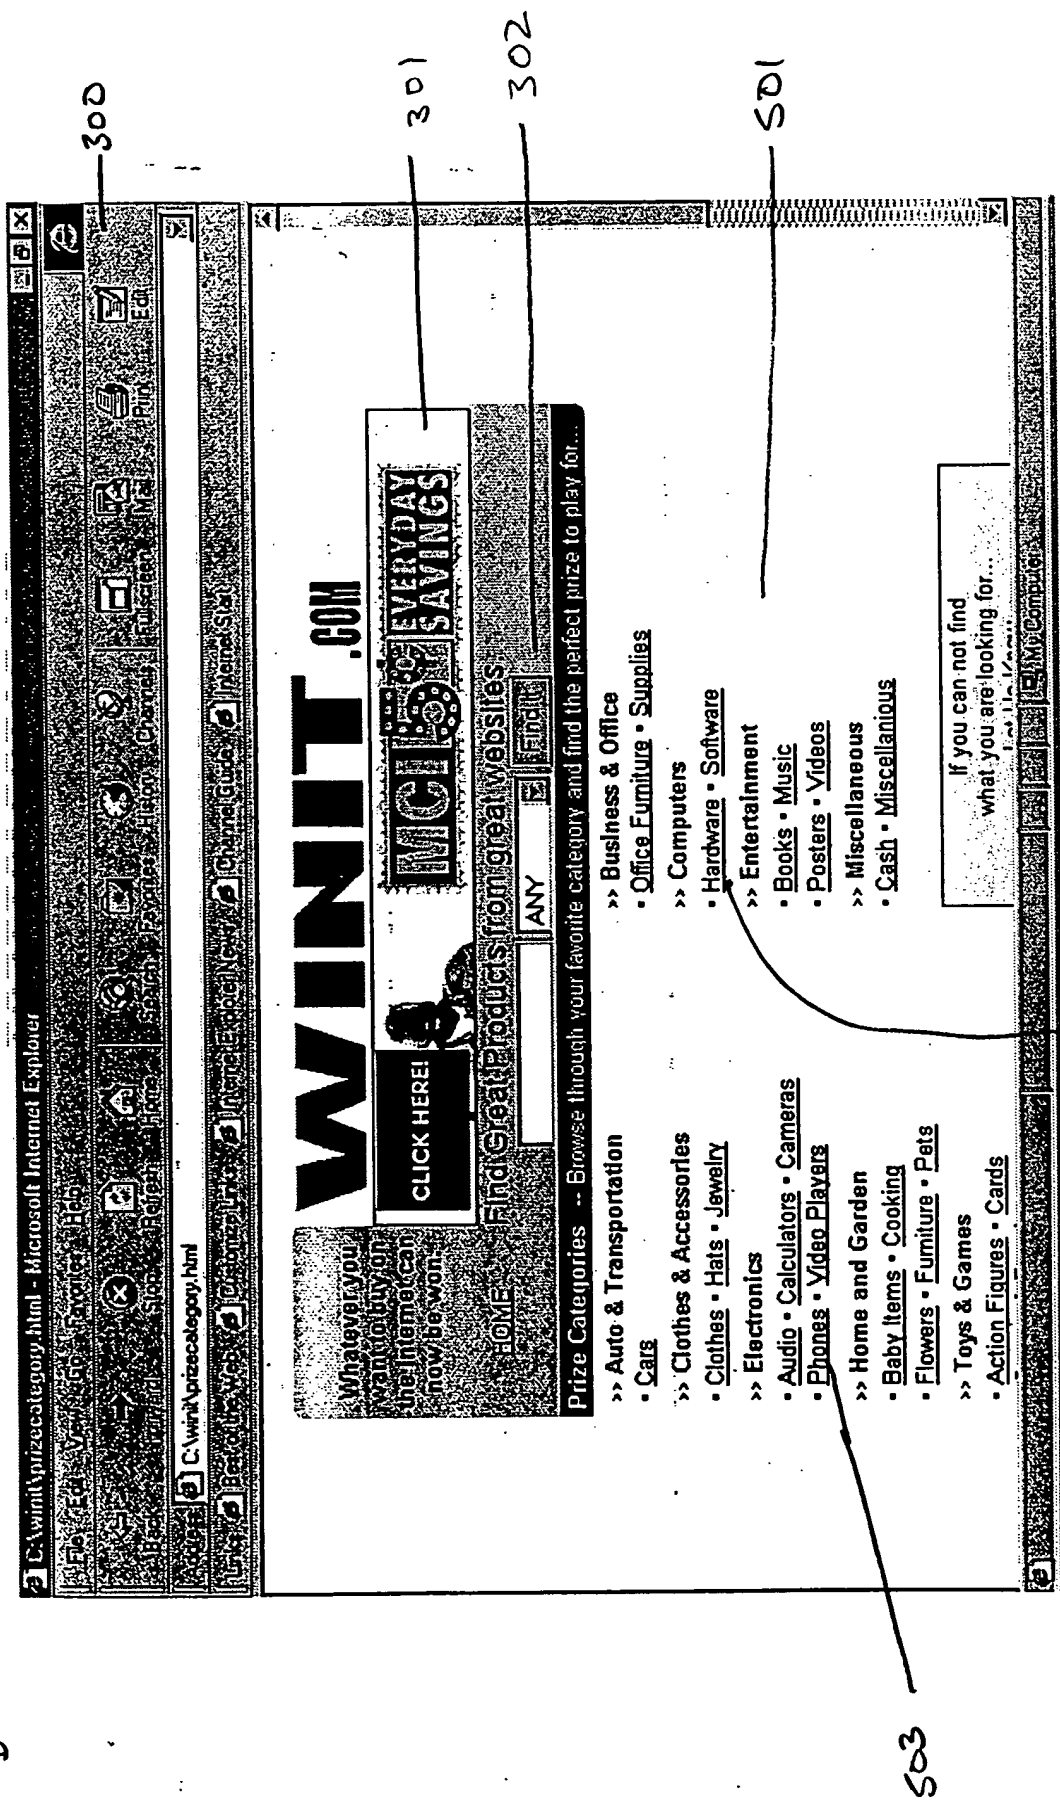 C:\winit\prizecategory.html - Microsoft Internet Explorer
File Edit View Go Favorites Help
Back Forward Stop Refresh Home Search Favorites History Channels Fullscreen Mail Print Edit
Address C:\winit\prizecategory.html
Links Best of the Web Customize Links Internet Explorer News Channel Guide Internet Start
300
Whatever you
want to buy on
the Internet can
now be won.
WINIT.COM
CLICK HERE!
MCI
EVERYDAY
SAVINGS
301
HOME Find Great Products from great websites
ANY
Find it!
302
Prize Categories -- Browse through your favorite category and find the perfect prize to play for...
>> Auto & Transportation
• Cars
>> Clothes & Accessories
• Clothes • Hats • Jewelry
>> Electronics
• Audio • Calculators • Cameras
• Phones • Video Players
>> Home and Garden
• Baby Items • Cooking
• Flowers • Furniture • Pets
>> Toys & Games
• Action Figures • Cards
>> Business & Office
• Office Furniture • Supplies
>> Computers
• Hardware • Software
>> Entertainment
• Books • Music
• Posters • Videos
>> Miscellaneous
• Cash • Miscellanious
501
If you can not find
what you are looking for...
My Computer
503